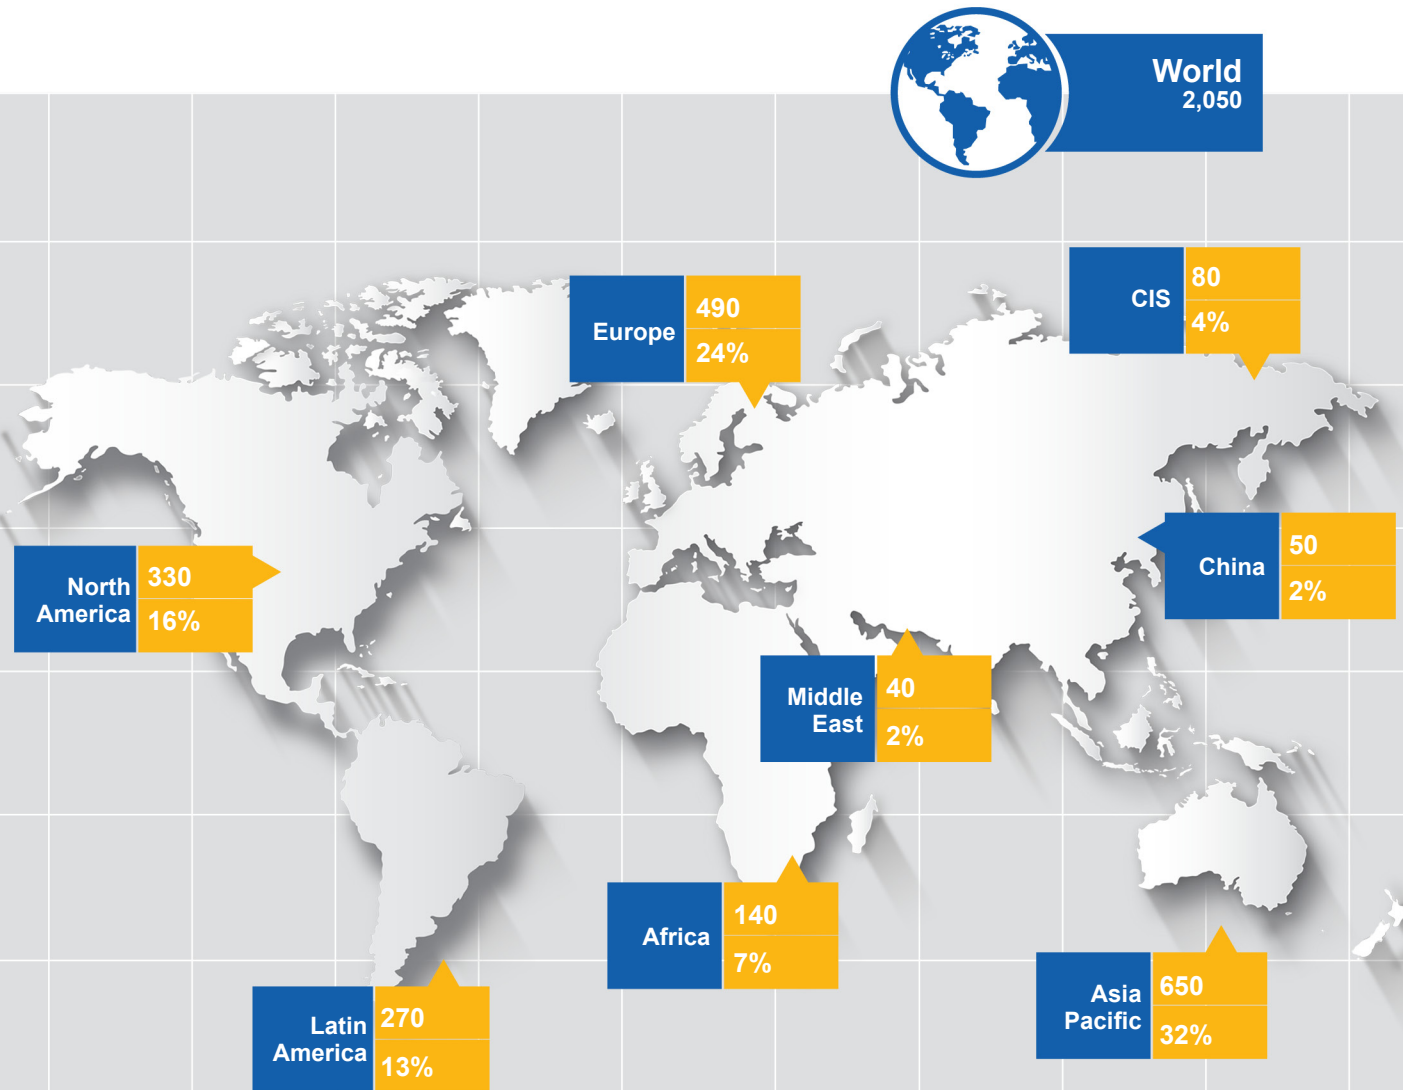 World
2,050
CIS
80
4%
Europe
490
24%
China
50
2%
North
America
330
16%
Middle
East
40
2%
Africa
140
7%
Asia
Pacific
650
32%
Latin
America
270
13%